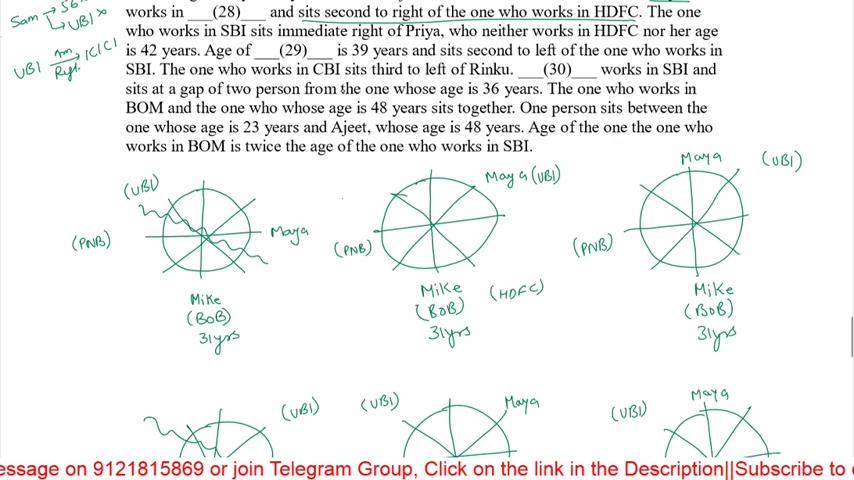 works in ___(28)___ and sits second to right of the one who works in HDFC. The one
who works in SBI sits immediate right of Priya, who neither works in HDFC nor her age
is 42 years. Age of ___(29)___ is 39 years and sits second to left of the one who works in
SBI. The one who works in CBI sits third to left of Rinku. ___(30)___ works in SBI and
sits at a gap of two person from the one whose age is 36 years. The one who works in
BOM and the one who whose age is 48 years sits together. One person sits between the
one whose age is 23 years and Ajeet, whose age is 48 years. Age of the one the one who
works in BOM is twice the age of the one who works in SBI.
Sam
UBI x
UBI ICICI
Ryt.
(UBI)
Maya
(PNB)
Mike
(BOB)
31yrs
Maya (UBI)
(PNB)
Mike
(BOB)
31yrs
(HDFC)
Maya
(UBI)
(PNB)
Mike
(BOB)
31yrs
(UBI)
(UBI)
Maya
Maya
(UBI)
essage on 9121815869 or join Telegram Group, Click on the link in the Description||Subscribe to